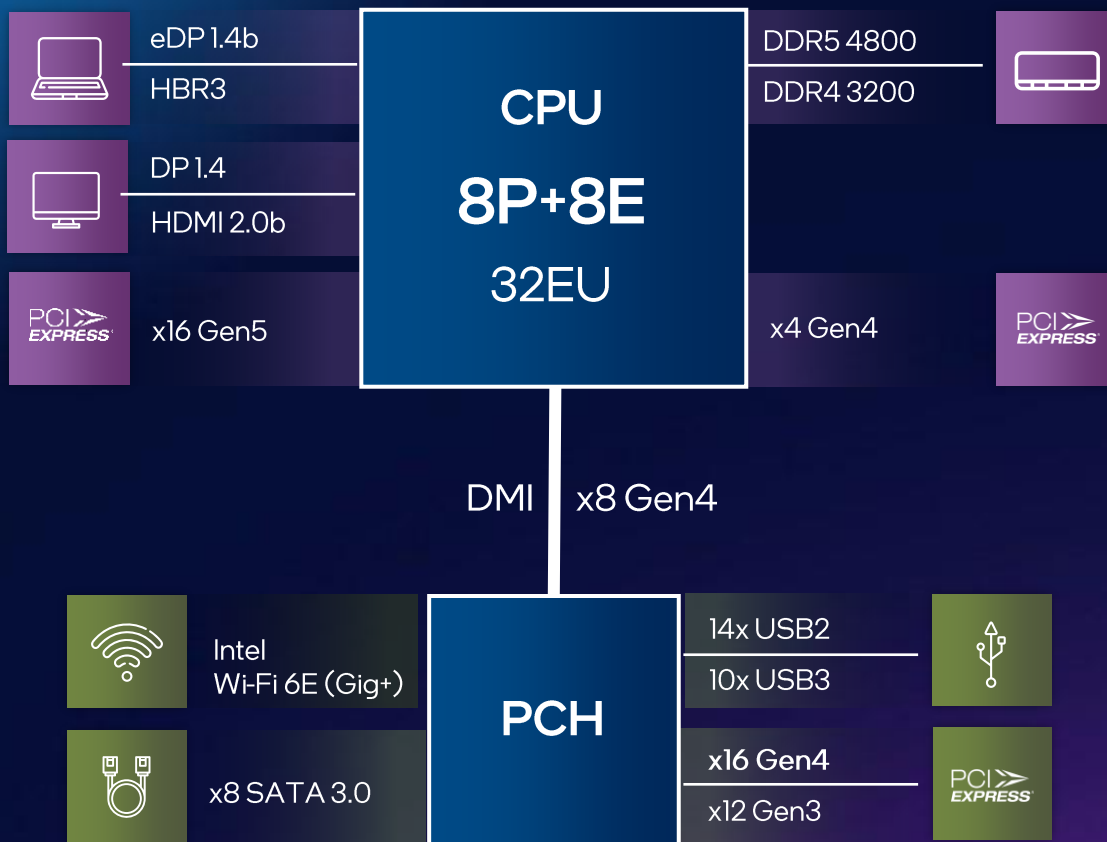 eDP 1.4b
HBR3
DP 1.4
HDMI 2.0b
PCI
EXPRESS
x16 Gen5
CPU
8P+8E
32EU
DDR5 4800
DDR4 3200
x4 Gen4
PCI
EXPRESS
DMI x8 Gen4
Intel
Wi-Fi 6E (Gig+)
x8 SATA 3.0
PCH
14x USB2
10x USB3
x16 Gen4
x12 Gen3
PCI
EXPRESS